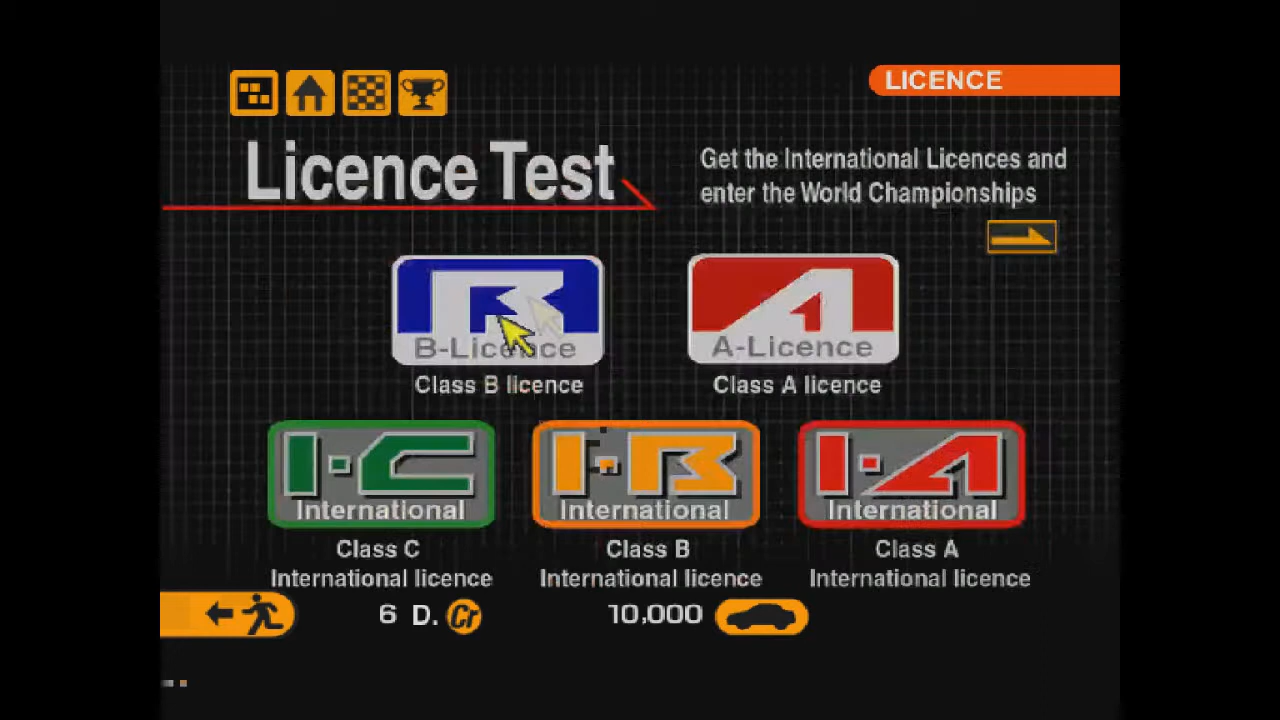 LICENCE
Licence Test
Get the International Licences and
enter the World Championships
B
B-Licence
Class B licence
A
A-Licence
Class A licence
I·C
International
Class C
International licence
I·B
International
Class B
International licence
I·A
International
Class A
International licence
6 D. Cr
10,000